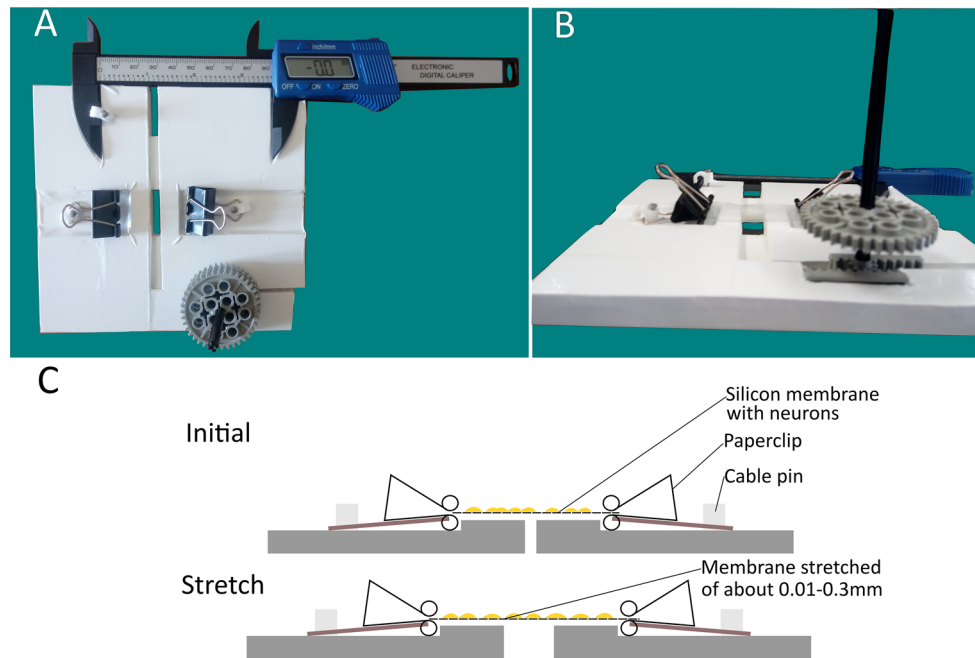 A
inch/mm
-0.0
ELECTRONIC
DIGITAL CALIPER
OFF
ON
ZERO
B
C
Initial
Silicon membrane
with neurons
Paperclip
Cable pin
Stretch
Membrane stretched
of about 0.01-0.3mm